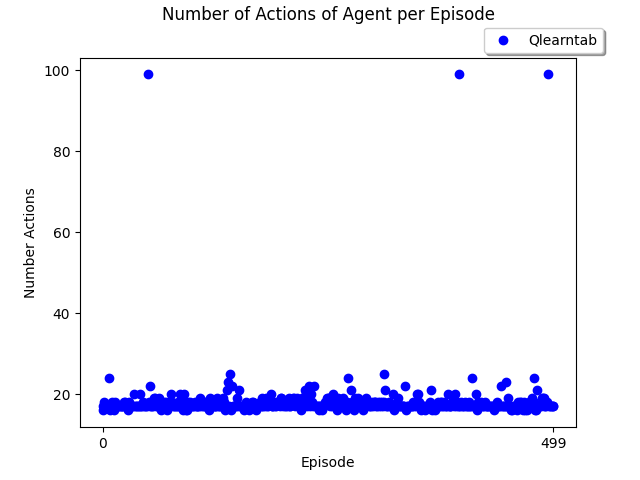 Number of Actions of Agent per Episode
Qlearntab
100
80
60
40
20
Number Actions
0
499
Episode